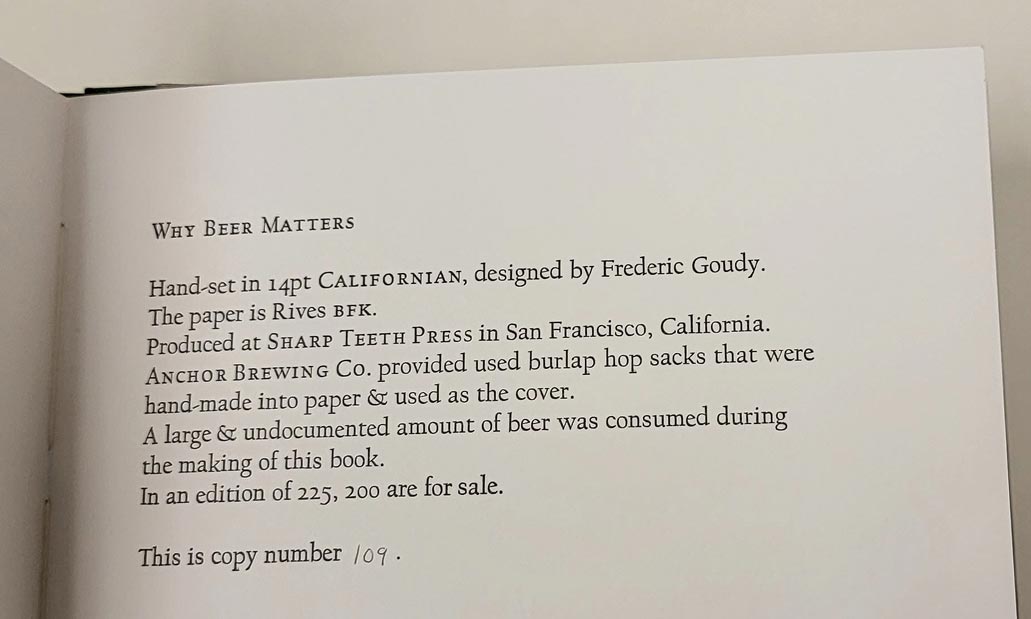 Why Beer Matters
Hand-set in 14pt Californian, designed by Frederic Goudy.
The paper is Rives BFK.
Produced at Sharp Teeth Press in San Francisco, California.
Anchor Brewing Co. provided used burlap hop sacks that were
hand-made into paper & used as the cover.
A large & undocumented amount of beer was consumed during
the making of this book.
In an edition of 225, 200 are for sale.
This is copy number 109.